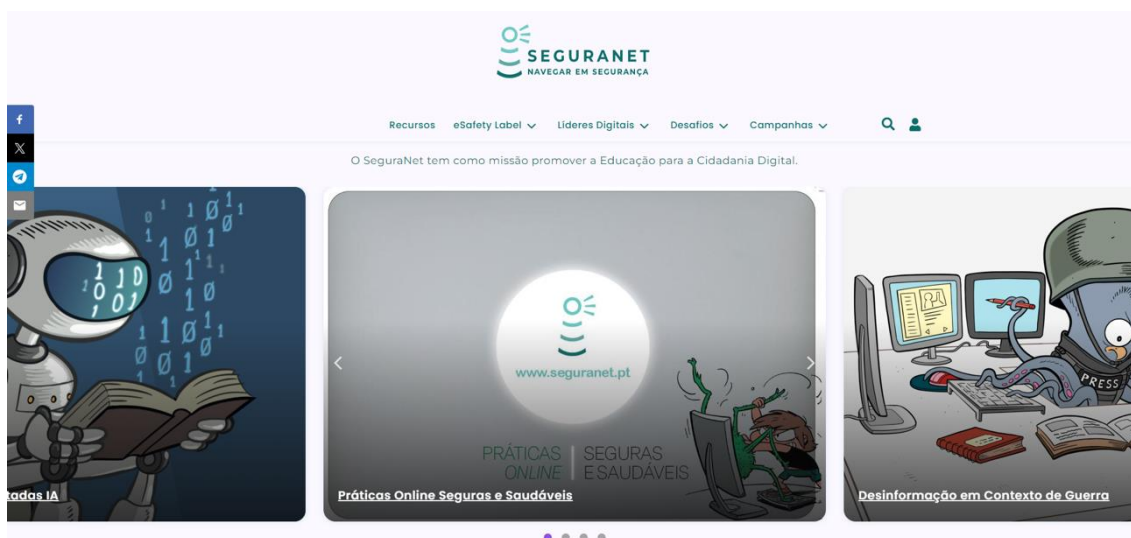 SEGURANET
NAVEGAR EM SEGURANÇA
Recursos eSafety Label Líderes Digitais Desafios Campanhas
O SeguraNet tem como missão promover a Educação para a Cidadania Digital.
www.seguranet.pt
PRÁTICAS ONLINE | SEGURAS E SAUDÁVEIS
tadas IA
Práticas Online Seguras e Saudáveis
PRESS
Desinformação em Contexto de Guerra